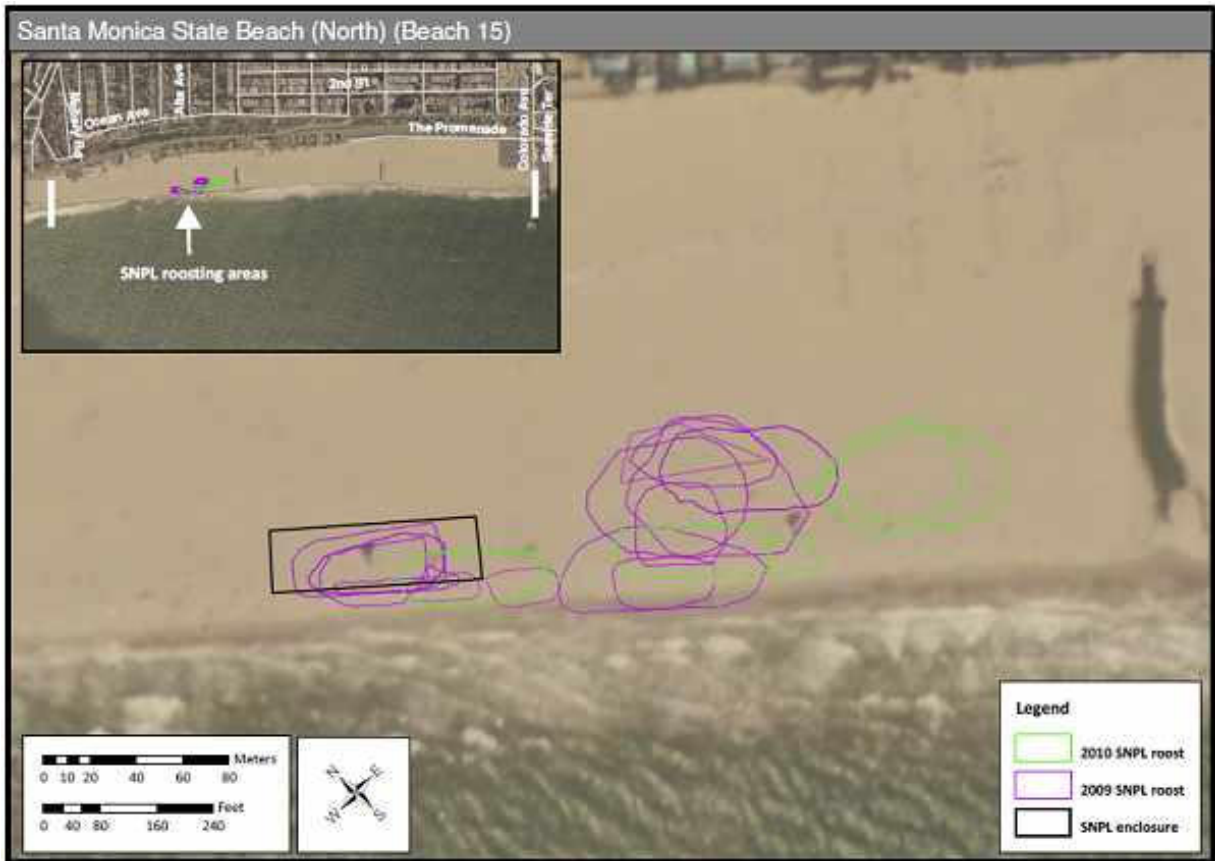 Santa Monica State Beach (North) (Beach 15)
Alta Ave
2nd St
Ocean Ave
The Promenade
Colorado Ave
Seaside Ter
SNPL roosting areas
Legend
2010 SNPL roost
2009 SNPL roost
SNPL enclosure
Meters
0 10 20 40 60 80
Feet
0 40 80 160 240
N E
W S